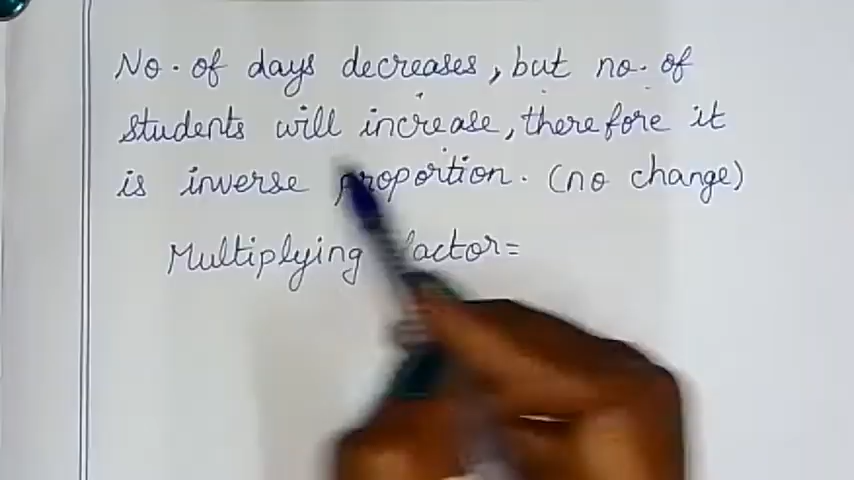 No. of days decreases, but no. of
students will increase, therefore it
is inverse proportion. (no change)
Multiplying factor=